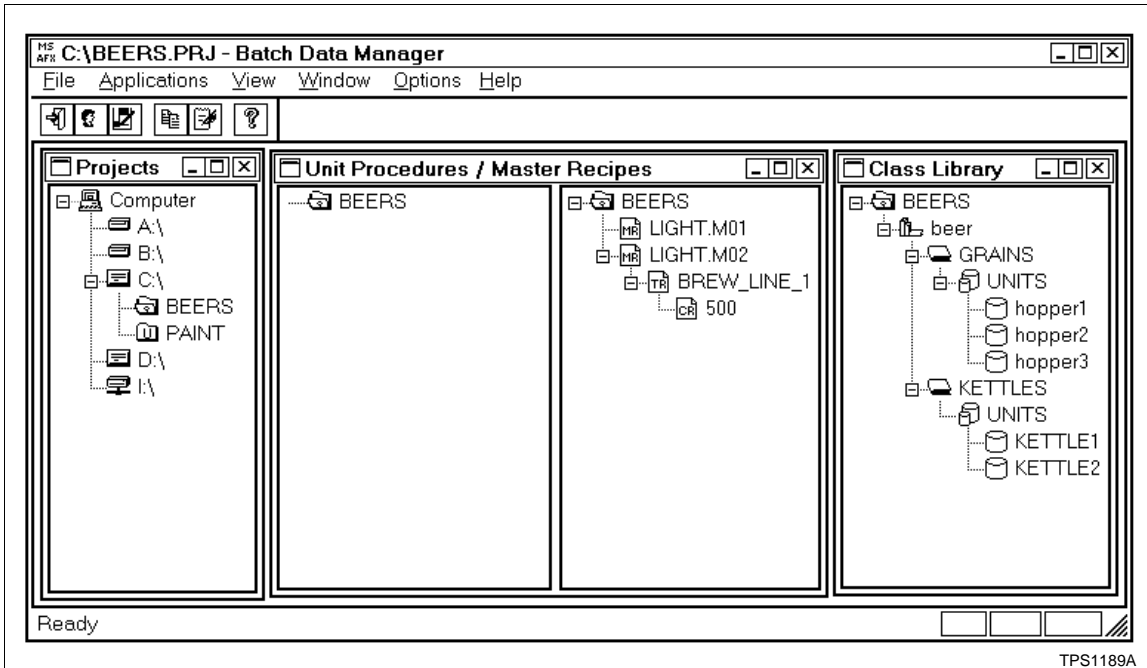 MS AFX C:\BEERS.PRJ - Batch Data Manager
File Applications View Window Options Help
Projects
Computer
A:\
B:\
C:\
BEERS
U PAINT
D:\
I:\
Unit Procedures / Master Recipes
BEERS
BEERS
MR LIGHT.M01
MR LIGHT.M02
TR BREW_LINE_1
CR 500
Class Library
BEERS
beer
GRAINS
UNITS
hopper1
hopper2
hopper3
KETTLES
UNITS
KETTLE1
KETTLE2
Ready
TPS1189A